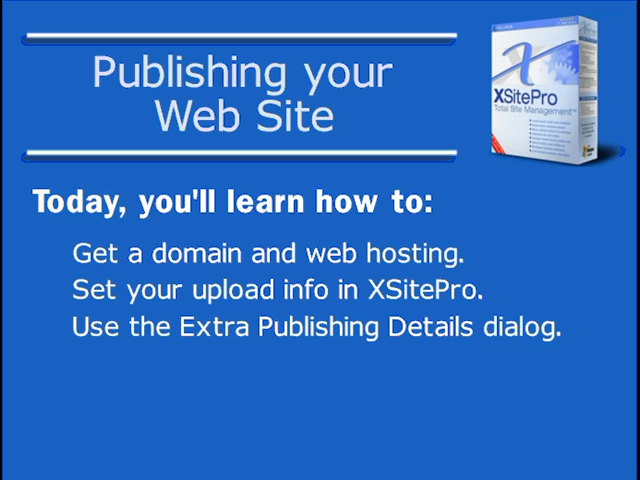 Publishing your
Web Site
XSitePro
Total Site Management
Today, you'll learn how to:
Get a domain and web hosting.
Set your upload info in XSitePro.
Use the Extra Publishing Details dialog.